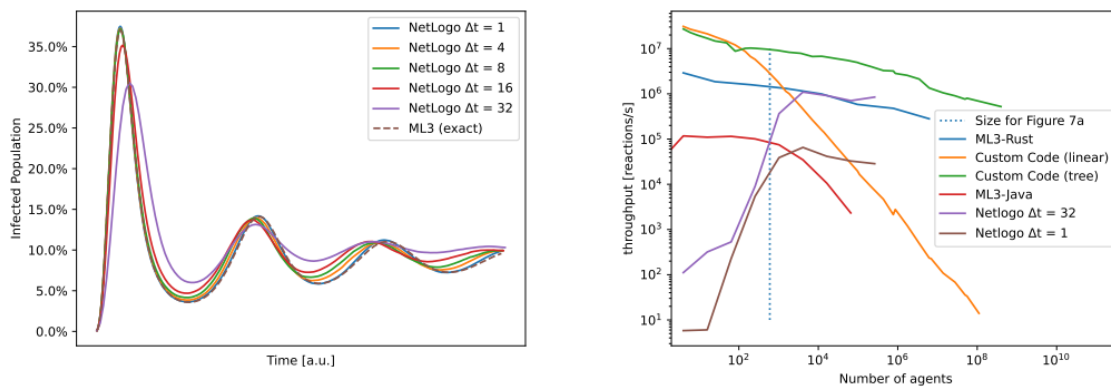 35.0%
30.0%
25.0%
20.0%
15.0%
10.0%
5.0%
0.0%
Infected Population
Time [a.u.]
NetLogo Δt = 1
NetLogo Δt = 4
NetLogo Δt = 8
NetLogo Δt = 16
NetLogo Δt = 32
ML3 (exact)
10⁷
10⁶
10⁵
10⁴
10³
10²
10¹
throughput [reactions/s]
10² 10⁴ 10⁶ 10⁸ 10¹⁰
Number of agents
Size for Figure 7a
ML3-Rust
Custom Code (linear)
Custom Code (tree)
ML3-Java
Netlogo Δt = 32
Netlogo Δt = 1